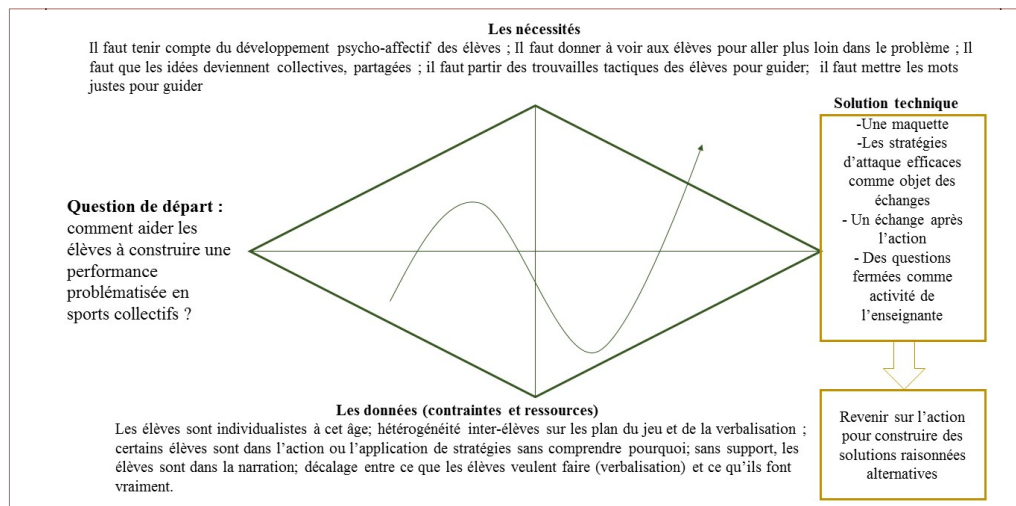 Les nécessités
Il faut tenir compte du développement psycho-affectif des élèves ; Il faut donner à voir aux élèves pour aller plus loin dans le problème ; Il
faut que les idées deviennent collectives, partagées ; il faut partir des trouvailles tactiques des élèves pour guider; il faut mettre les mots
justes pour guider
Question de départ :
comment aider les
élèves à construire une
performance
problématisée en
sports collectifs ?
Solution technique
-Une maquette
-Les stratégies
d’attaque efficaces
comme objet des
échanges
- Un échange après
l’action
- Des questions
fermées comme
activité de
l’enseignante
Les données (contraintes et ressources)
Les élèves sont individualistes à cet âge; hétérogénéité inter-élèves sur les plan du jeu et de la verbalisation ;
certains élèves sont dans l’action ou l’application de stratégies sans comprendre pourquoi; sans support, les
élèves sont dans la narration; décalage entre ce que les élèves veulent faire (verbalisation) et ce qu’ils font
vraiment.
Revenir sur l’action
pour construire des
solutions raisonnées
alternatives